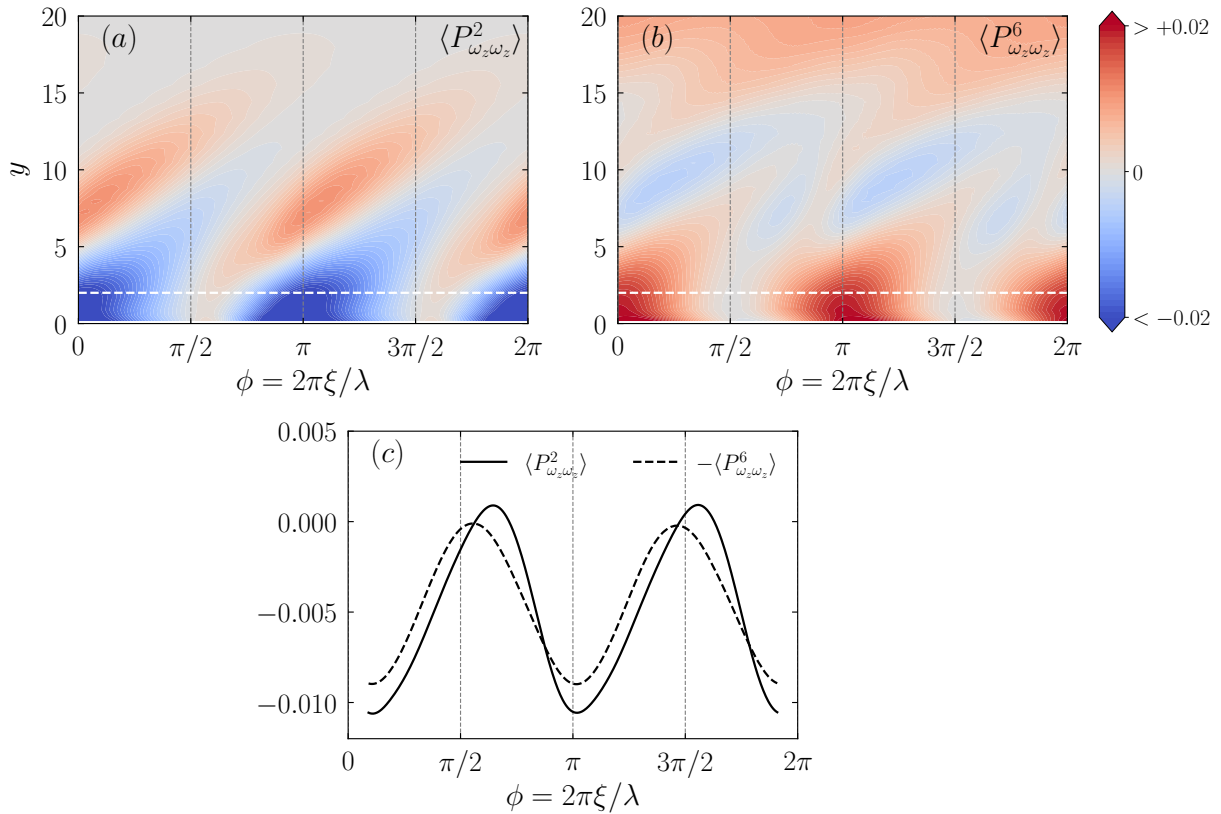 (a) ⟨P²_{ω_zω_z}⟩
(b) ⟨P⁶_{ω_zω_z}⟩
20
15
10
5
0
y
0 π/2 π 3π/2 2π
ϕ = 2πξ/λ
20
15
10
5
0
0 π/2 π 3π/2 2π
ϕ = 2πξ/λ
> +0.02
0
< −0.02
(c) ⟨P²_{ω_zω_z}⟩ −⟨P⁶_{ω_zω_z}⟩
0.005
0.000
−0.005
−0.010
0 π/2 π 3π/2 2π
ϕ = 2πξ/λ